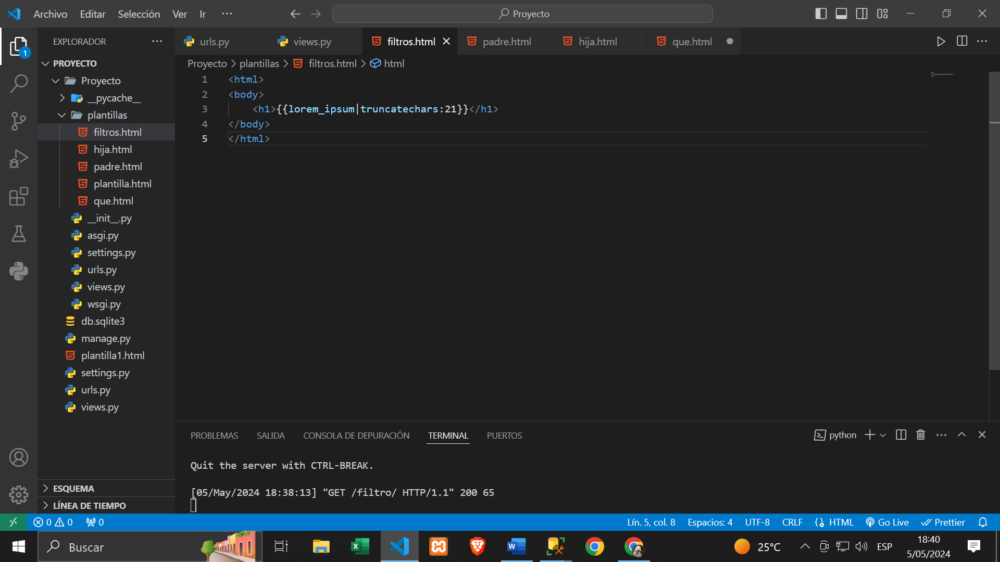 Archivo Editar Selección Ver Ir ··· Proyecto
EXPLORADOR ···
urls.py views.py filtros.html padre.html hija.html que.html
PROYECTO
Proyecto > plantillas > filtros.html > html
Proyecto
__pycache__
plantillas
filtros.html
hija.html
padre.html
plantilla.html
que.html
__init__.py
asgi.py
settings.py
urls.py
views.py
wsgi.py
db.sqlite3
manage.py
plantilla1.html
settings.py
urls.py
views.py
1 <html>
2 <body>
3 <h1>{{lorem_ipsum|truncatechars:21}}</h1>
4 </body>
5 </html>
PROBLEMAS SALIDA CONSOLA DE DEPURACIÓN TERMINAL PUERTOS python
Quit the server with CTRL-BREAK.
[05/May/2024 18:38:13] "GET /filtro/ HTTP/1.1" 200 65
ESQUEMA
LÍNEA DE TIEMPO
1
0 0 0 Lín. 5, col. 8 Espacios: 4 UTF-8 CRLF HTML Go Live Prettier
Buscar 25°C ESP 18:40
5/05/2024